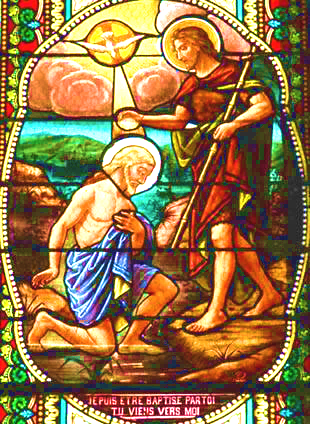 JE PUIS ETRE BAPTISE PAR TOI
TU VIENS VERS MOI